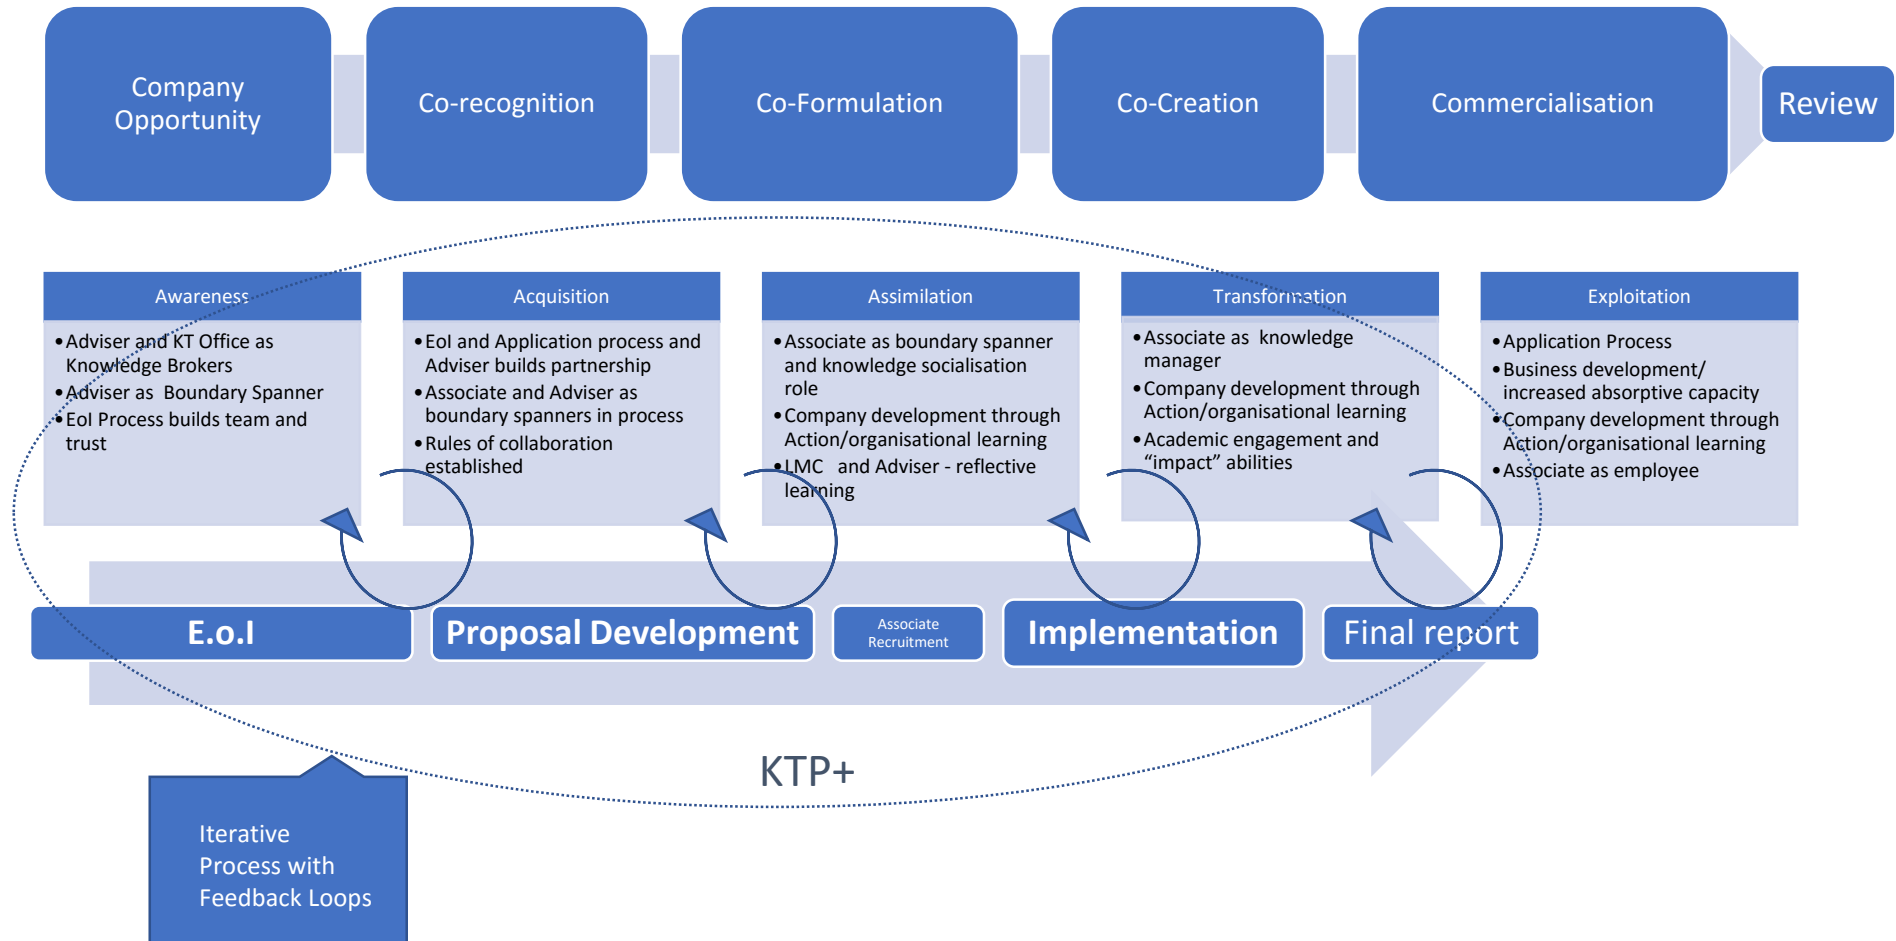 Company
Opportunity
Co-recognition
Co-Formulation
Co-Creation
Commercialisation
Review
Awareness
•Adviser and KT Office as
Knowledge Brokers
•Adviser as Boundary Spanner
•EoI Process builds team and
trust
Acquisition
•EoI and Application process and
Adviser builds partnership
•Associate and Adviser as
boundary spanners in process
•Rules of collaboration
established
Assimilation
•Associate as boundary spanner
and knowledge socialisation
role
•Company development through
Action/organisational learning
•LMC and Adviser - reflective
learning
Transformation
•Associate as knowledge
manager
•Company development through
Action/organisational learning
•Academic engagement and
“impact” abilities
Exploitation
•Application Process
•Business development/
increased absorptive capacity
•Company development through
Action/organisational learning
•Associate as employee
E.o.I
Proposal Development
Associate
Recruitment
Implementation
Final report
KTP+
Iterative
Process with
Feedback Loops